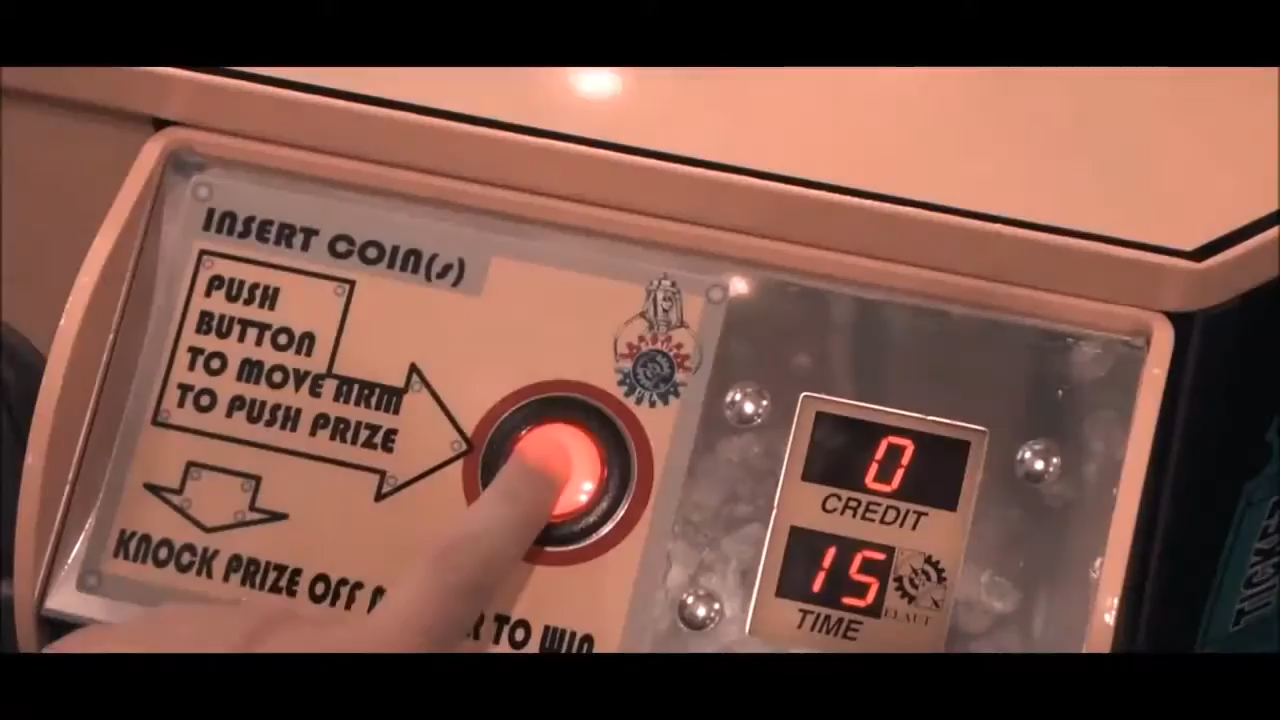 INSERT COIN(s)
PUSH
BUTTON
TO MOVE ARM
TO PUSH PRIZE
KNOCK PRIZE OFF
TO WIN
0
CREDIT
15
TIME
ELAUT